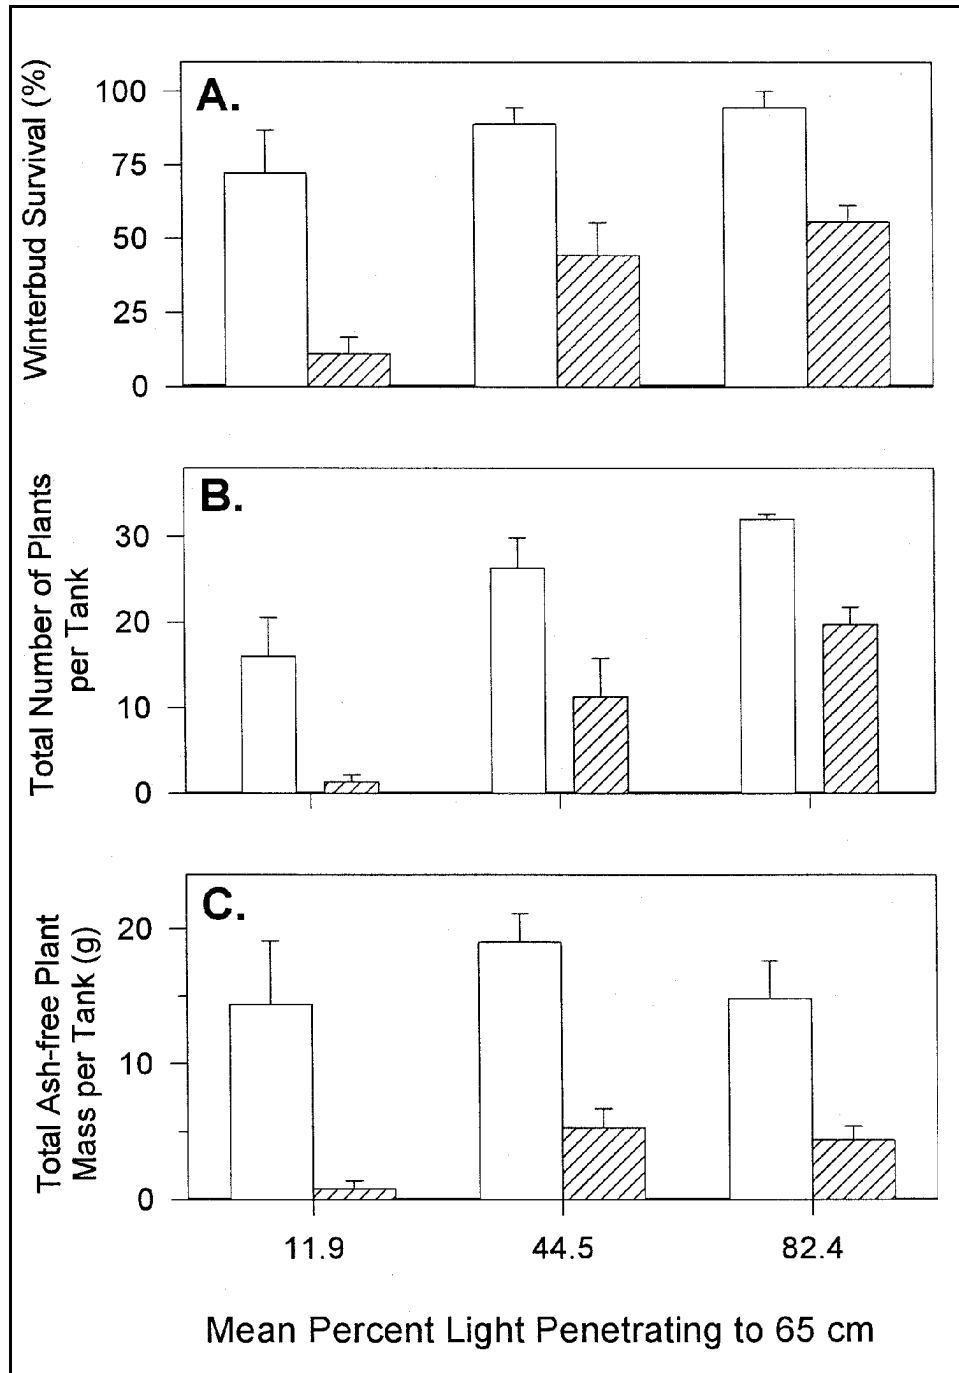 A.
Winterbud Survival (%)
100
75
50
25
0
B.
Total Number of Plants
per Tank
30
20
10
0
C.
Total Ash-free Plant
Mass per Tank (g)
20
10
0
11.9 44.5 82.4
Mean Percent Light Penetrating to 65 cm